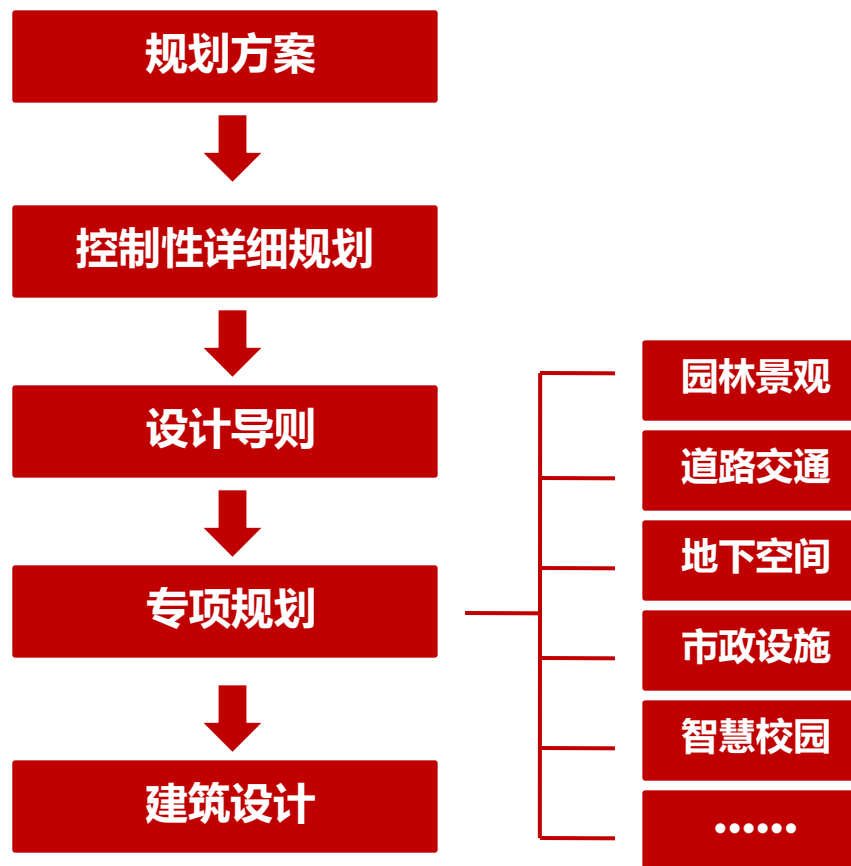 规划方案
控制性详细规划
设计导则
专项规划
建筑设计
园林景观
道路交通
地下空间
市政设施
智慧校园
······